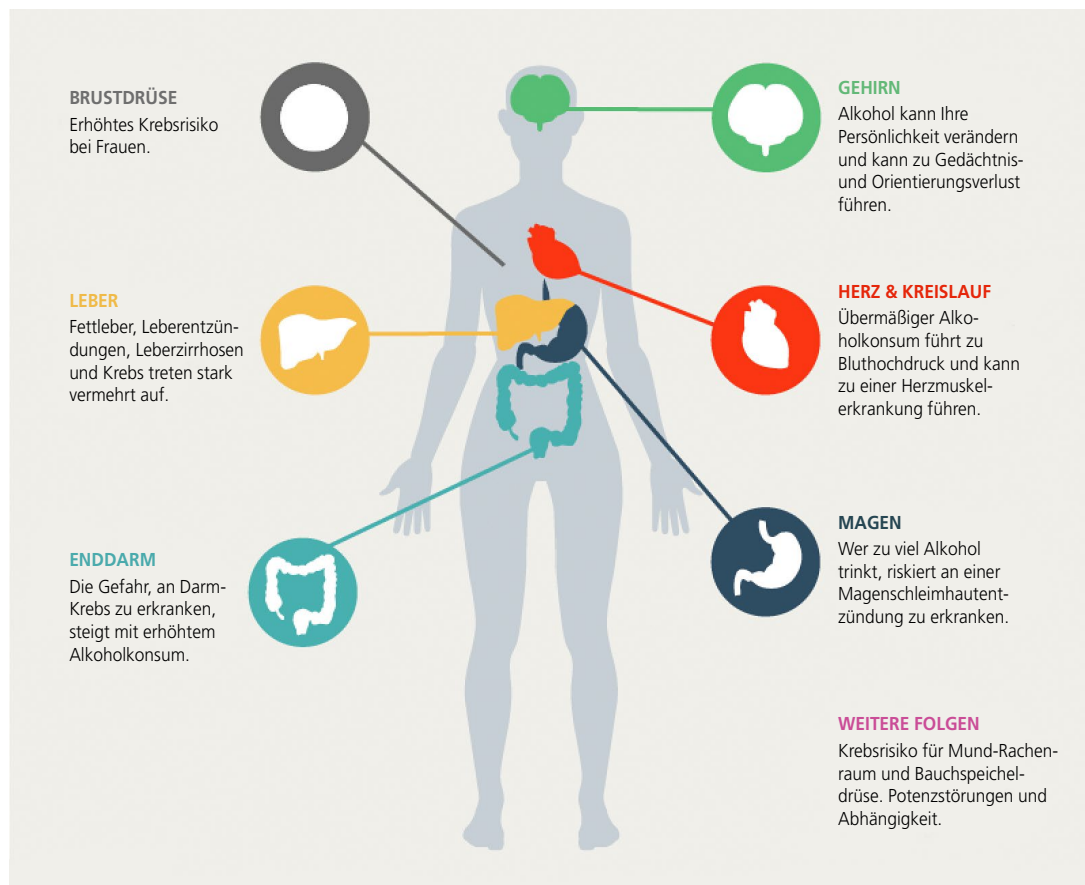 BRUSTDRÜSE
Erhöhtes Krebsrisiko
bei Frauen.
LEBER
Fettleber, Leberentzün-
dungen, Leberzirrhosen
und Krebs treten stark
vermehrt auf.
ENDDARM
Die Gefahr, an Darm-
Krebs zu erkranken,
steigt mit erhöhtem
Alkoholkonsum.
GEHIRN
Alkohol kann Ihre
Persönlichkeit verändern
und kann zu Gedächtnis-
und Orientierungsverlust
führen.
HERZ & KREISLAUF
Übermäßiger Alko-
holkonsum führt zu
Bluthochdruck und kann
zu einer Herzmuskel-
erkrankung führen.
MAGEN
Wer zu viel Alkohol
trinkt, riskiert an einer
Magenschleimhautent-
zündung zu erkranken.
WEITERE FOLGEN
Krebsrisiko für Mund-Rachen-
raum und Bauchspeichel-
drüse. Potenzstörungen und
Abhängigkeit.